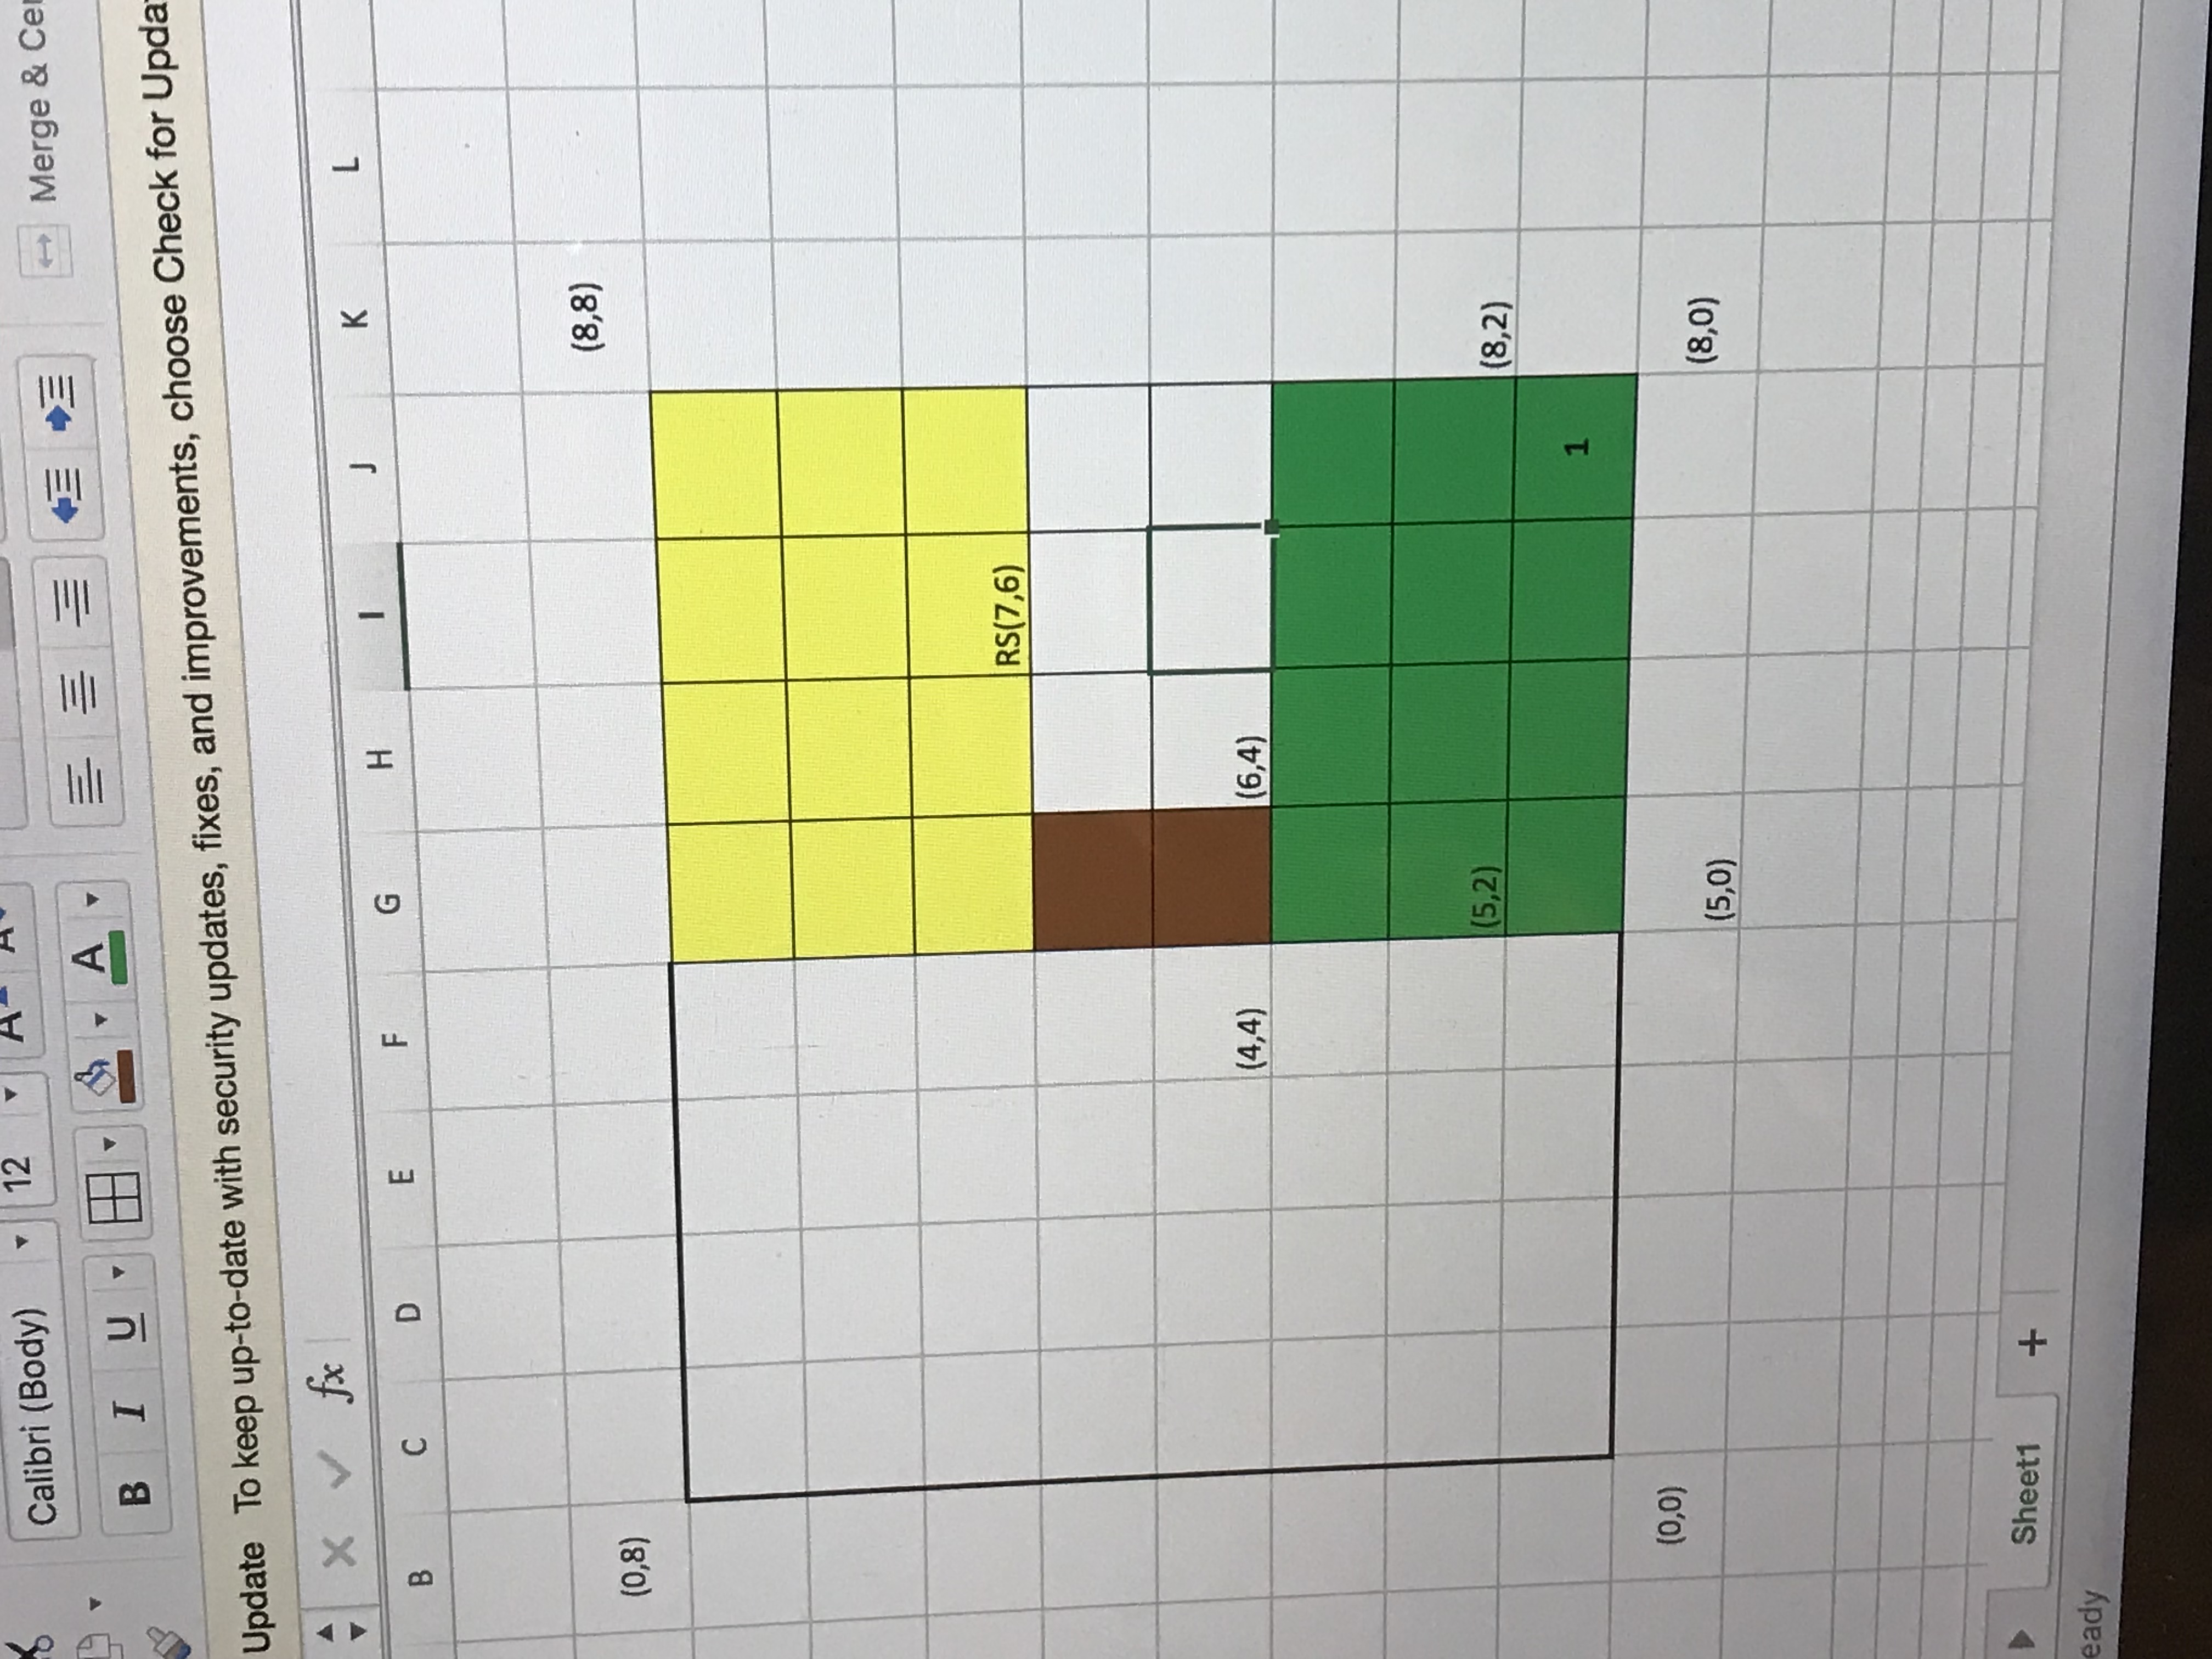 Calibri (Body) 12 A A
B I U A Merge & Cer
Update To keep up-to-date with security updates, fixes, and improvements, choose Check for Upda
fx
B C D E F G H I J K L
(0,8) (8,8)
RS(7,6)
(4,4) (6,4)
(5,2) (8,2)
1
(0,0) (5,0) (8,0)
Sheet1 +
eady